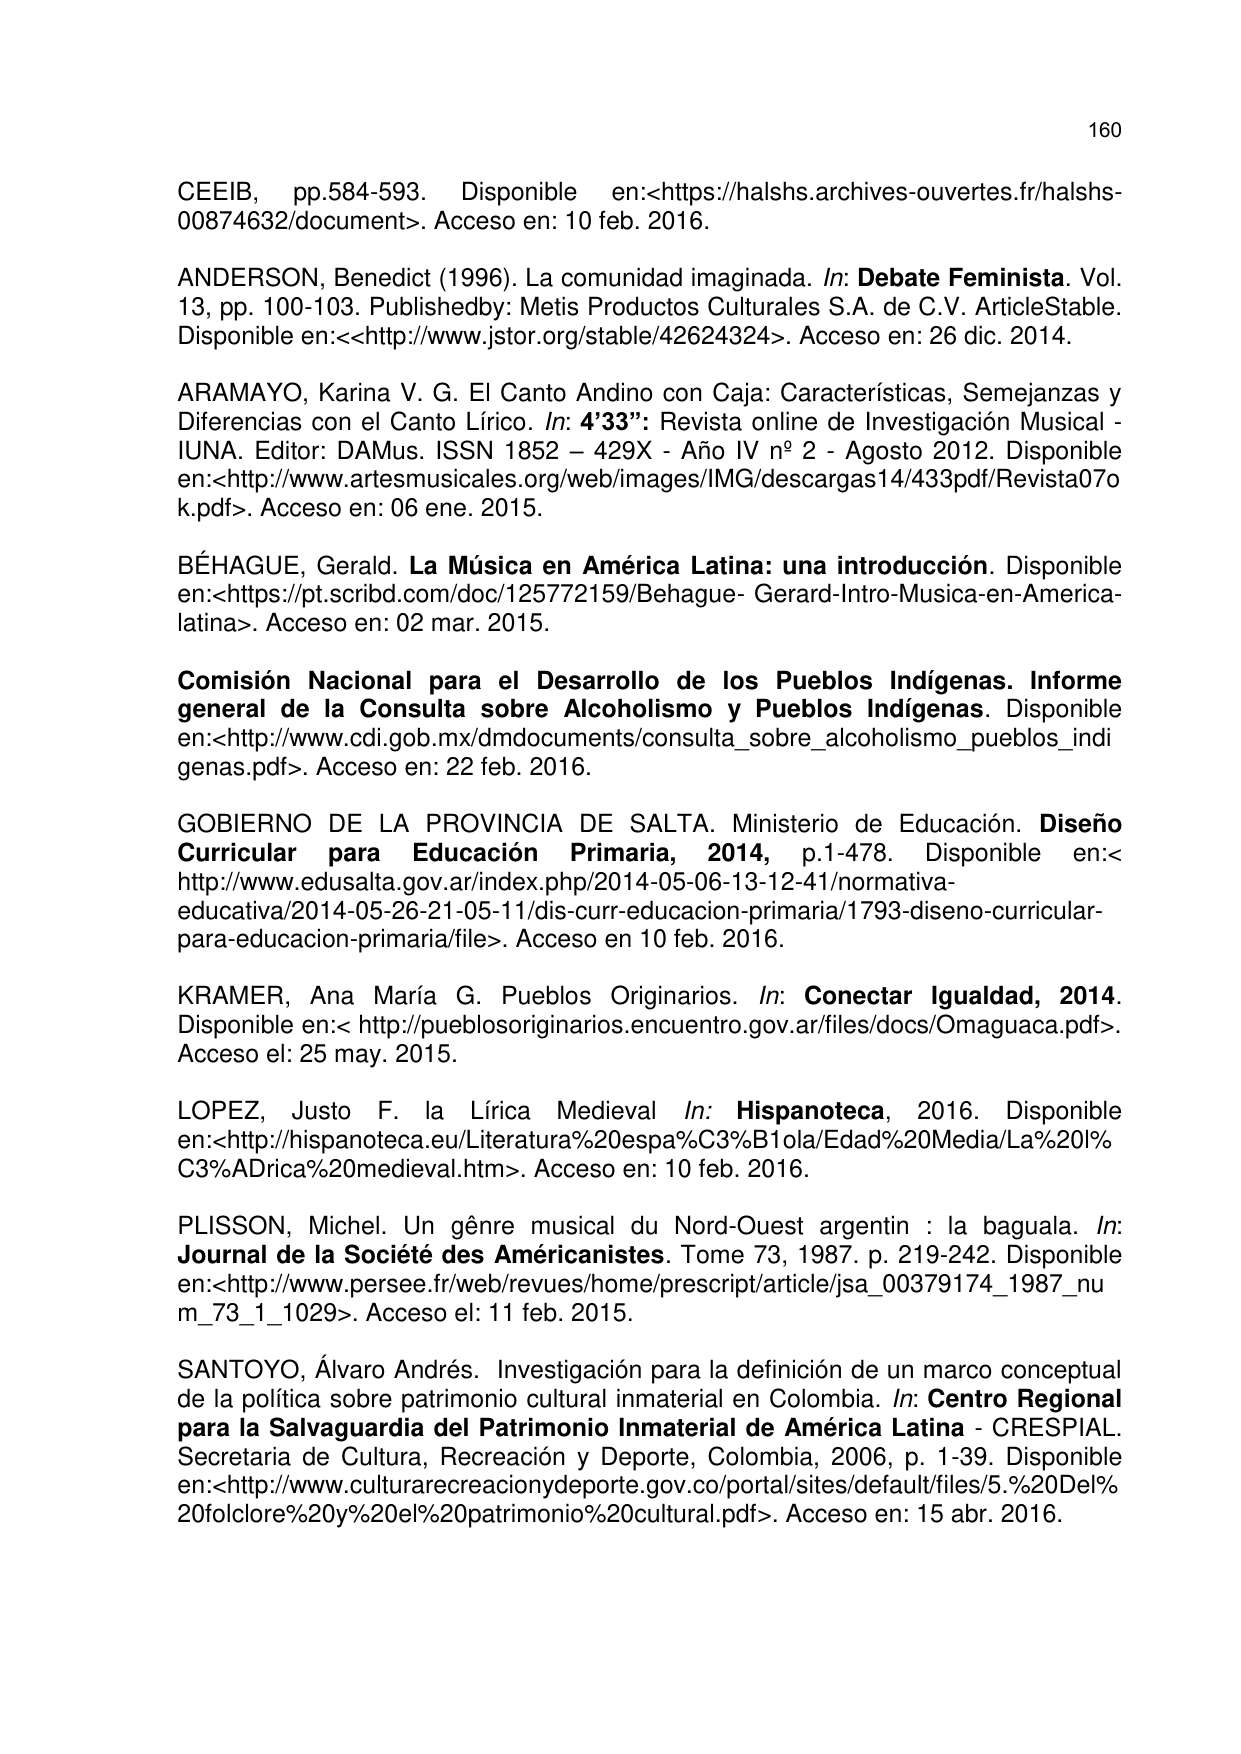 160
CEEIB, pp.584-593. Disponible en:<https://halshs.archives-ouvertes.fr/halshs-
00874632/document>. Acceso en: 10 feb. 2016.
ANDERSON, Benedict (1996). La comunidad imaginada. In: Debate Feminista. Vol.
13, pp. 100-103. Publishedby: Metis Productos Culturales S.A. de C.V. ArticleStable.
Disponible en:<<http://www.jstor.org/stable/42624324>. Acceso en: 26 dic. 2014.
ARAMAYO, Karina V. G. El Canto Andino con Caja: Características, Semejanzas y
Diferencias con el Canto Lírico. In: 4’33”: Revista online de Investigación Musical -
IUNA. Editor: DAMus. ISSN 1852 – 429X - Año IV nº 2 - Agosto 2012. Disponible
en:<http://www.artesmusicales.org/web/images/IMG/descargas14/433pdf/Revista07o
k.pdf>. Acceso en: 06 ene. 2015.
BÉHAGUE, Gerald. La Música en América Latina: una introducción. Disponible
en:<https://pt.scribd.com/doc/125772159/Behague- Gerard-Intro-Musica-en-America-
latina>. Acceso en: 02 mar. 2015.
Comisión Nacional para el Desarrollo de los Pueblos Indígenas. Informe
general de la Consulta sobre Alcoholismo y Pueblos Indígenas. Disponible
en:<http://www.cdi.gob.mx/dmdocuments/consulta_sobre_alcoholismo_pueblos_indi
genas.pdf>. Acceso en: 22 feb. 2016.
GOBIERNO DE LA PROVINCIA DE SALTA. Ministerio de Educación. Diseño
Curricular para Educación Primaria, 2014, p.1-478. Disponible en:<
http://www.edusalta.gov.ar/index.php/2014-05-06-13-12-41/normativa-
educativa/2014-05-26-21-05-11/dis-curr-educacion-primaria/1793-diseno-curricular-
para-educacion-primaria/file>. Acceso en 10 feb. 2016.
KRAMER, Ana María G. Pueblos Originarios. In: Conectar Igualdad, 2014.
Disponible en:< http://pueblosoriginarios.encuentro.gov.ar/files/docs/Omaguaca.pdf>.
Acceso el: 25 may. 2015.
LOPEZ, Justo F. la Lírica Medieval In: Hispanoteca, 2016. Disponible
en:<http://hispanoteca.eu/Literatura%20espa%C3%B1ola/Edad%20Media/La%20l%
C3%ADrica%20medieval.htm>. Acceso en: 10 feb. 2016.
PLISSON, Michel. Un gênre musical du Nord-Ouest argentin : la baguala. In:
Journal de la Société des Américanistes. Tome 73, 1987. p. 219-242. Disponible
en:<http://www.persee.fr/web/revues/home/prescript/article/jsa_00379174_1987_nu
m_73_1_1029>. Acceso el: 11 feb. 2015.
SANTOYO, Álvaro Andrés.  Investigación para la definición de un marco conceptual
de la política sobre patrimonio cultural inmaterial en Colombia. In: Centro Regional
para la Salvaguardia del Patrimonio Inmaterial de América Latina - CRESPIAL.
Secretaria de Cultura, Recreación y Deporte, Colombia, 2006, p. 1-39. Disponible
en:<http://www.culturarecreacionydeporte.gov.co/portal/sites/default/files/5.%20Del%
20folclore%20y%20el%20patrimonio%20cultural.pdf>. Acceso en: 15 abr. 2016.